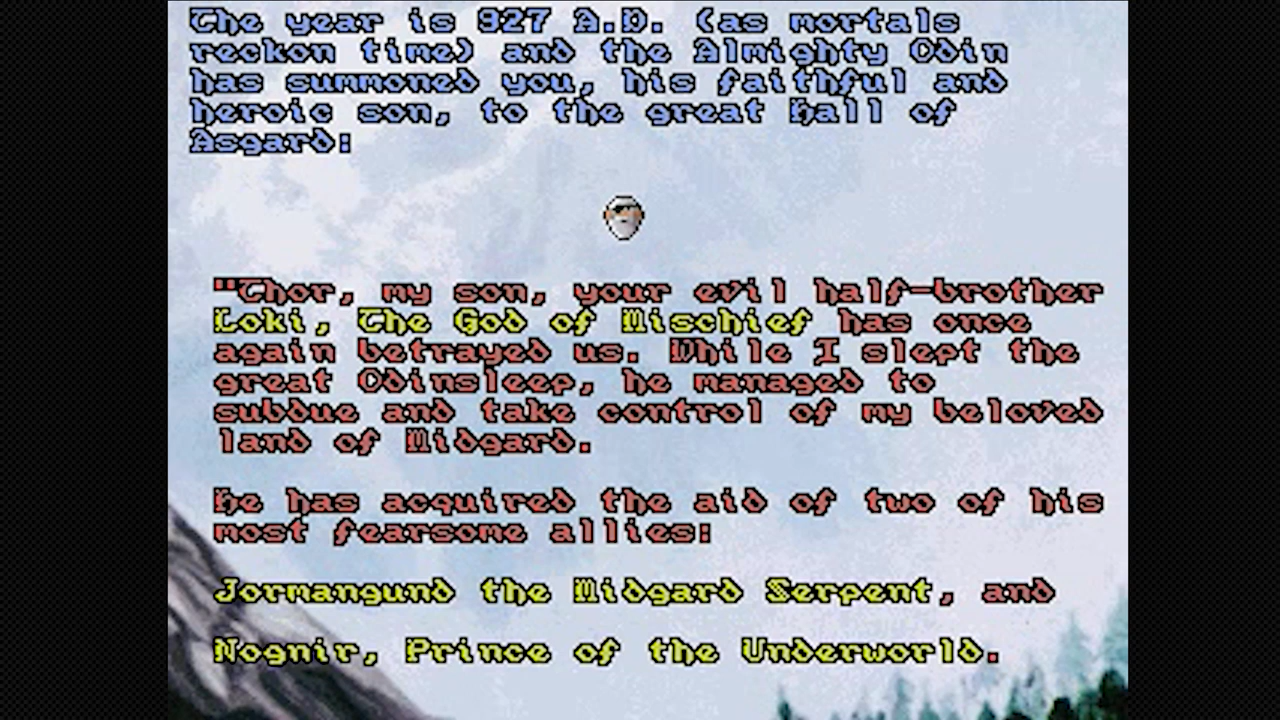 The year is 927 A.D. (as mortals
reckon time) and the Almighty Odin
has summoned you, his faithful and
heroic son, to the great Hall of
Asgard:
"Thor, my son, your evil half-brother
Loki, The God of Mischief has once
again betrayed us. While I slept the
great Odinsleep, he managed to
subdue and take control of my beloved
land of Midgard.
He has acquired the aid of two of his
most fearsome allies:
Jormangund the Midgard Serpent, and
Nognir, Prince of the Underworld.